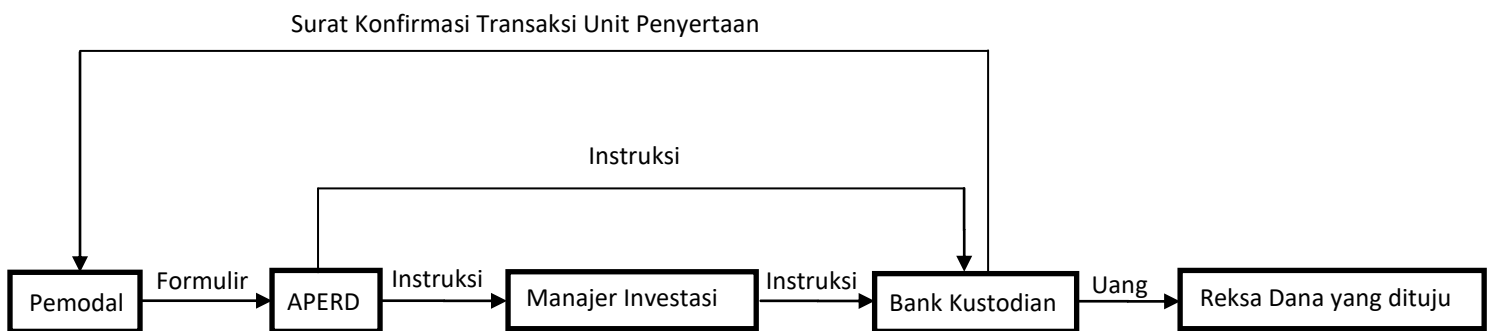 Surat Konfirmasi Transaksi Unit Penyertaan
Instruksi
Formulir
Instruksi
Instruksi
Uang
Pemodal
APERD
Manajer Investasi
Bank Kustodian
Reksa Dana yang dituju